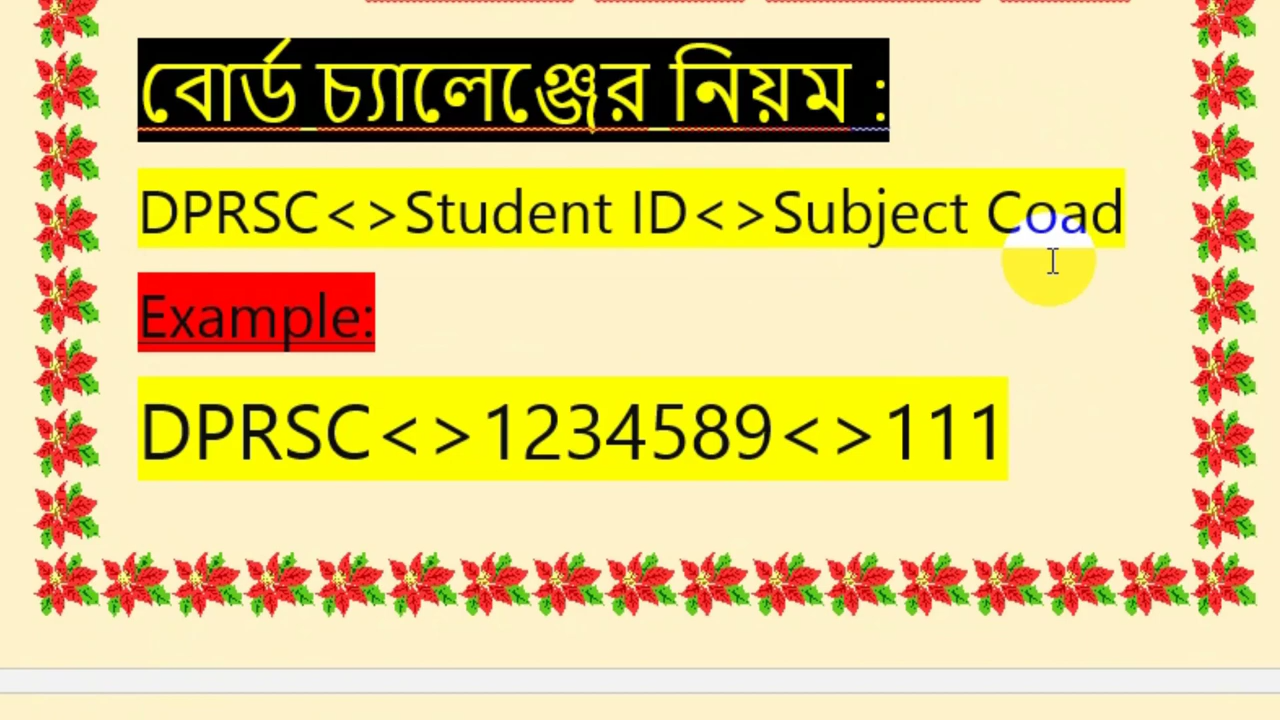 বোর্ড চ্যালেঞ্জের নিয়ম :
DPRSC<>Student ID<>Subject Coad
Example:
DPRSC<>1234589<>111